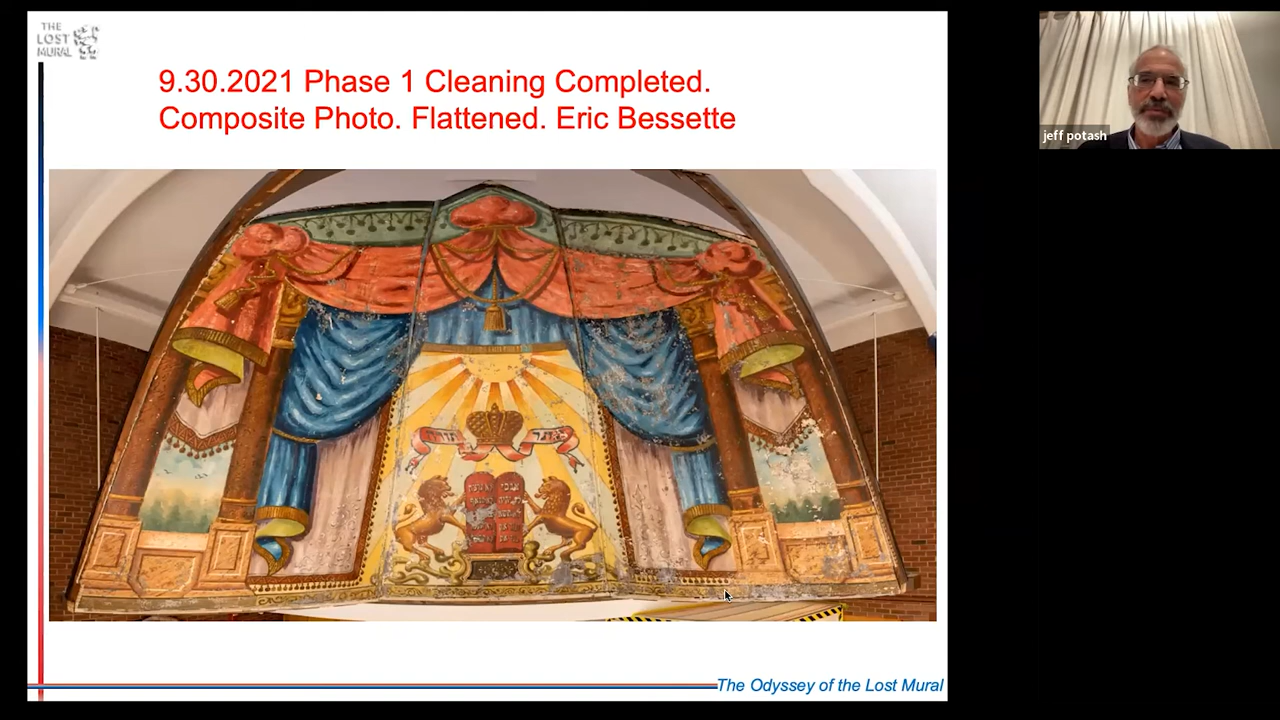 THE
LOST
MURAL
9.30.2021 Phase 1 Cleaning Completed.
Composite Photo. Flattened. Eric Bessette
jeff potash
The Odyssey of the Lost Mural